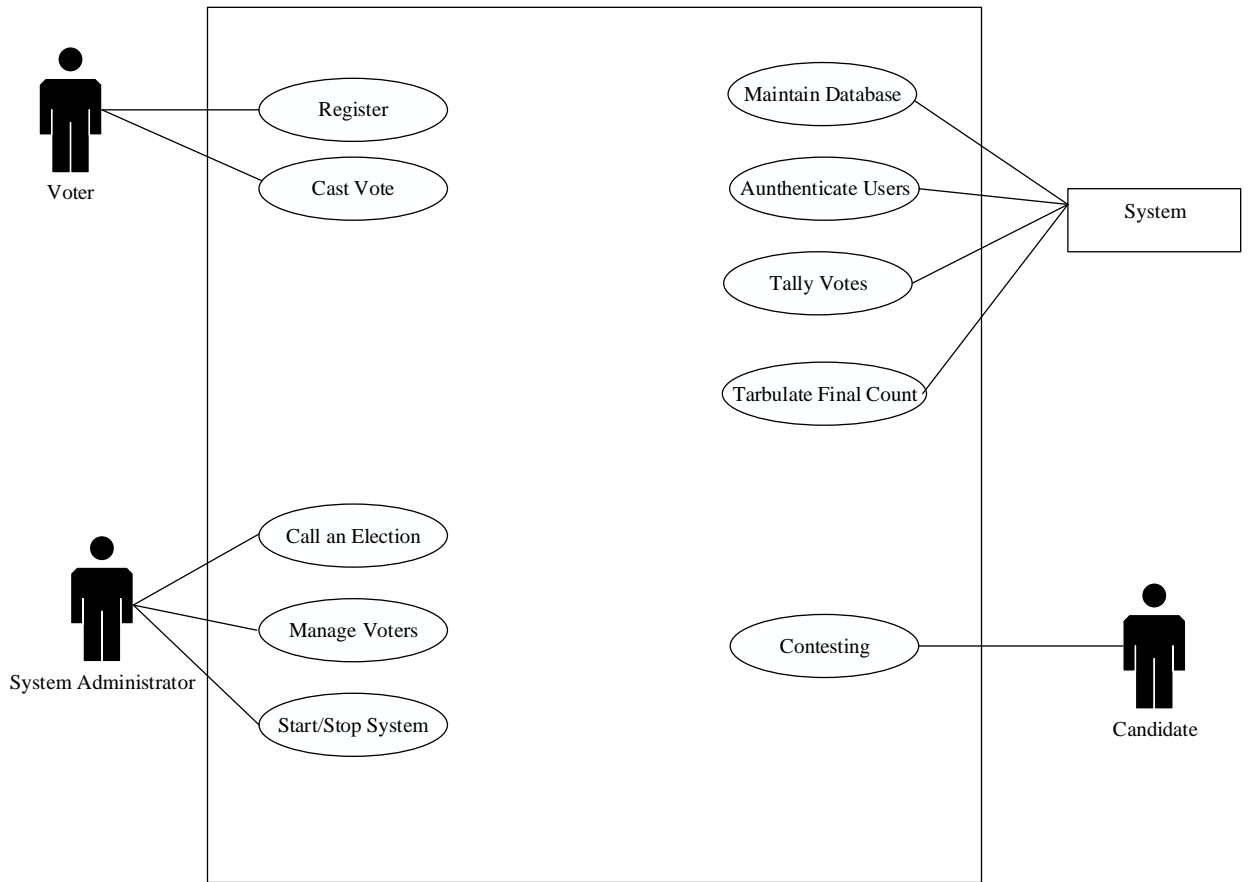 Register
Maintain Database
Cast Vote
Voter
Aunthenticate Users
System
Tally Votes
Tarbulate Final Count
Call an Election
Manage Voters
Contesting
System Administrator
Start/Stop System
Candidate